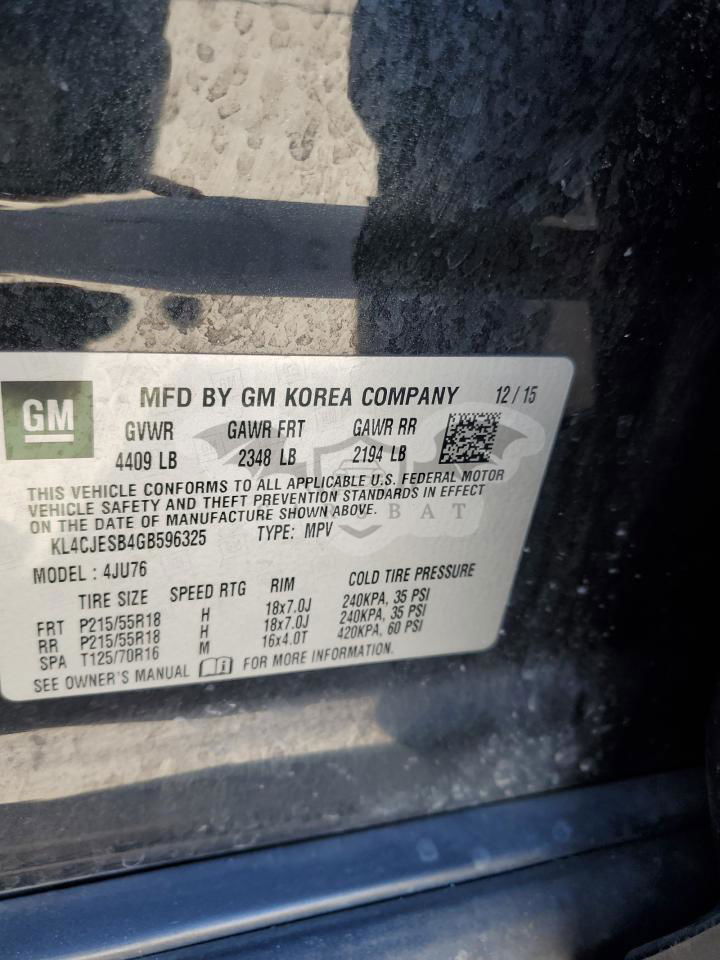 GM
MFD BY GM KOREA COMPANY 12/15
GVWR GAWR FRT GAWR RR
4409 LB 2348 LB 2194 LB
THIS VEHICLE CONFORMS TO ALL APPLICABLE U.S. FEDERAL MOTOR
VEHICLE SAFETY AND THEFT PREVENTION STANDARDS IN EFFECT
ON THE DATE OF MANUFACTURE SHOWN ABOVE.
KL4CJESB4GB596325 TYPE: MPV
MODEL : 4JU76
TIRE SIZE SPEED RTG RIM COLD TIRE PRESSURE
FRT P215/55R18 H 18x7.0J 240KPA, 35 PSI
RR P215/55R18 H 18x7.0J 240KPA, 35 PSI
SPA T125/70R16 M 16x4.0T 420KPA, 60 PSI
SEE OWNER'S MANUAL FOR MORE INFORMATION.